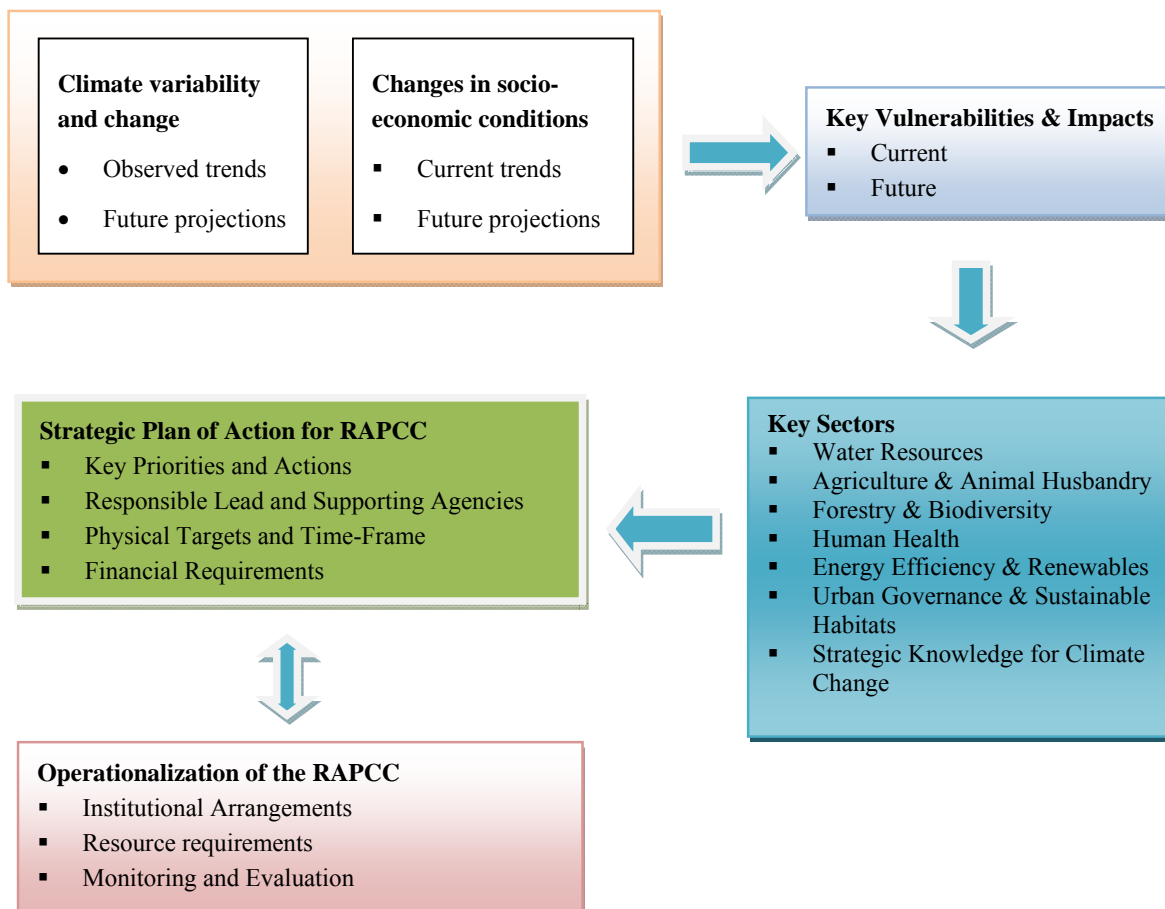 Climate variability
and change
• Observed trends
• Future projections
Changes in socio-
economic conditions
▪ Current trends
▪ Future projections
Key Vulnerabilities & Impacts
▪ Current
▪ Future
Key Sectors
▪ Water Resources
▪ Agriculture & Animal Husbandry
▪ Forestry & Biodiversity
▪ Human Health
▪ Energy Efficiency & Renewables
▪ Urban Governance & Sustainable
Habitats
▪ Strategic Knowledge for Climate
Change
Strategic Plan of Action for RAPCC
▪ Key Priorities and Actions
▪ Responsible Lead and Supporting Agencies
▪ Physical Targets and Time-Frame
▪ Financial Requirements
Operationalization of the RAPCC
▪ Institutional Arrangements
▪ Resource requirements
▪ Monitoring and Evaluation